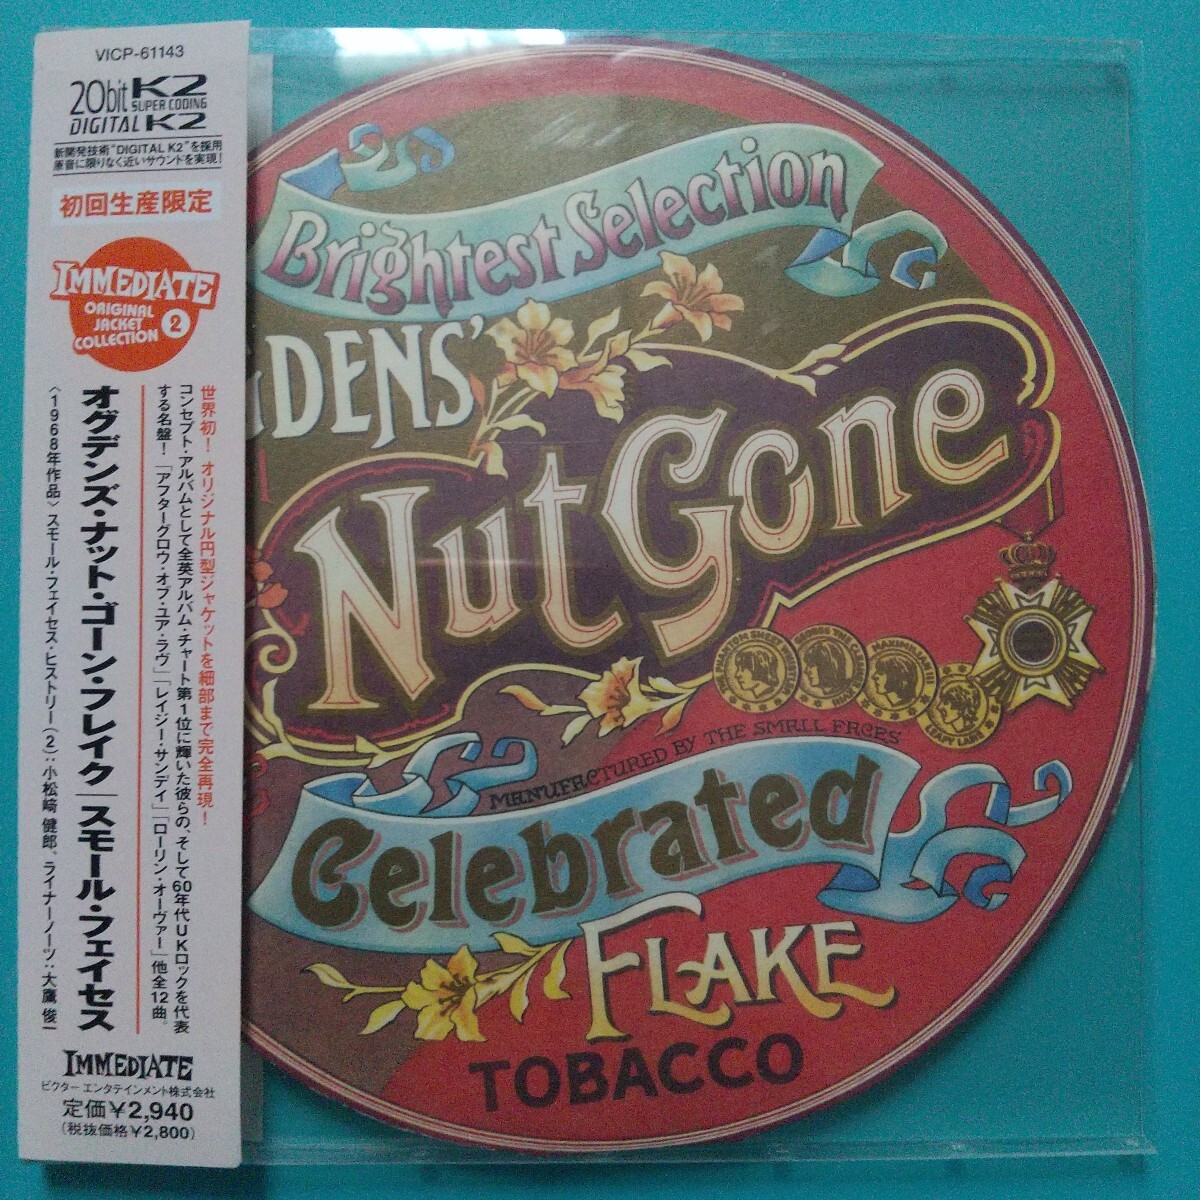 VICP-61143
20bit K2
SUPER CODING
DIGITAL K2
新開発技術“DIGITAL K2”を採用
原音に限りなく近いサウンドを実現!
初回生産限定
IMMEDIATE
ORIGINAL
JACKET
COLLECTION 2
世界初! オリジナル円型ジャケットを細部まで完全再現!
コンセプト・アルバムとして全英アルバム・チャート第1位に輝いた彼らの、そして60年代UKロックを代表
する名盤!「アフターグロウ・オブ・ユア・ラヴ」「レイジー・サンデイ」「ローリン・オーヴァー」他全12曲。
オグデンズ・ナット・ゴーン・フレイク|スモール・フェイセス
〈1968年作品〉スモール・フェイセス・ヒストリー(2):小松﨑 健郎、ライナーノーツ:大鷹 俊一
IMMEDIATE
ビクター エンタテインメント株式会社
定価¥2,940
(税抜価格¥2,800)
Brightest Selection
DENS'
Nut Gone
MANUFACTURED BY THE SMALL FACES
Celebrated
FLAKE
TOBACCO